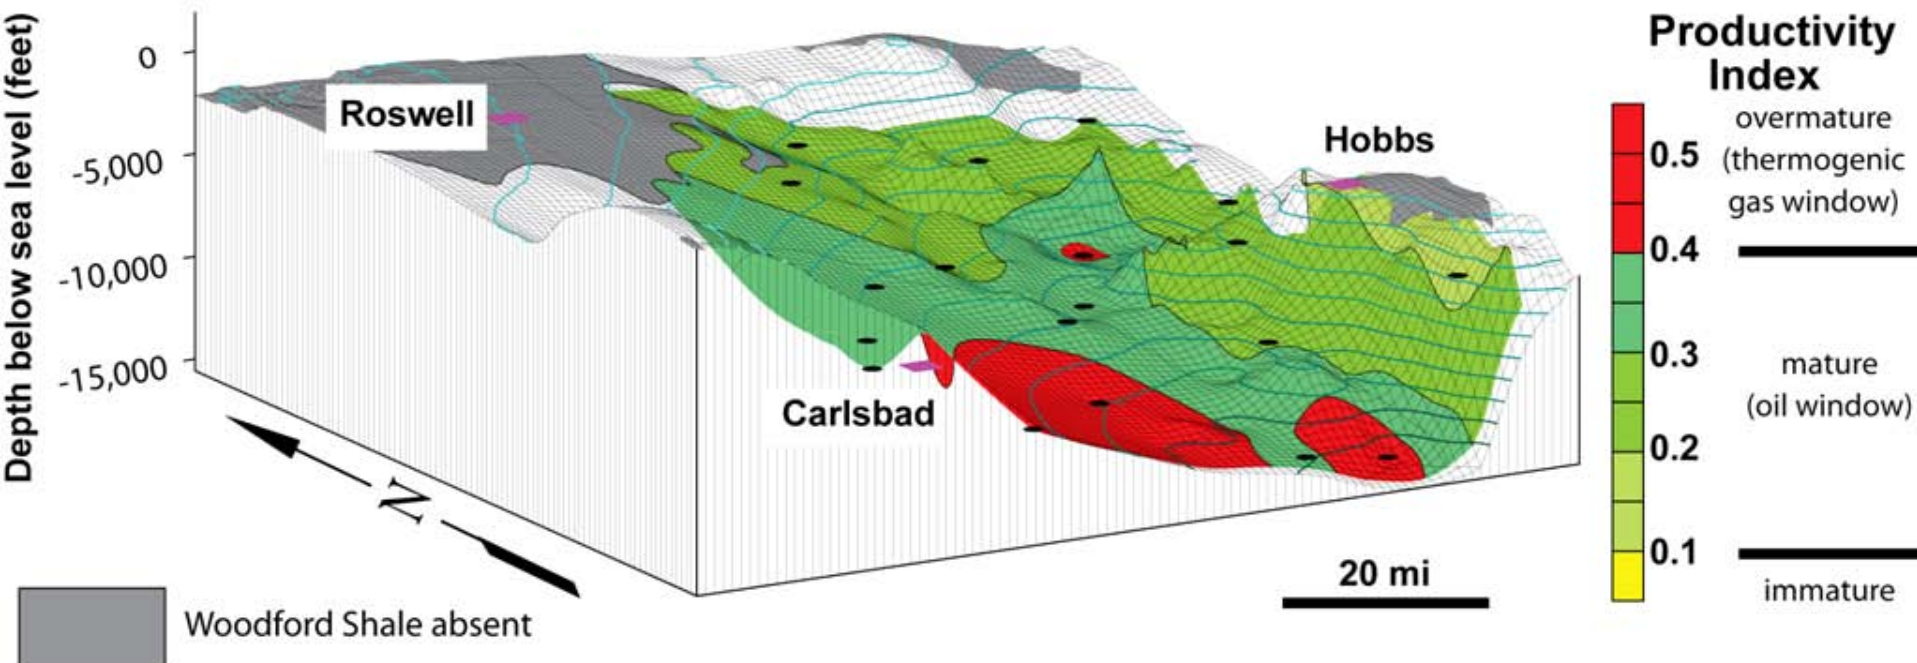 Depth below sea level (feet)
0
-5,000
-10,000
-15,000
Roswell
Hobbs
Carlsbad
N
20 mi
Woodford Shale absent
Productivity
Index
0.5
0.4
0.3
0.2
0.1
overmature
(thermogenic
gas window)
mature
(oil window)
immature